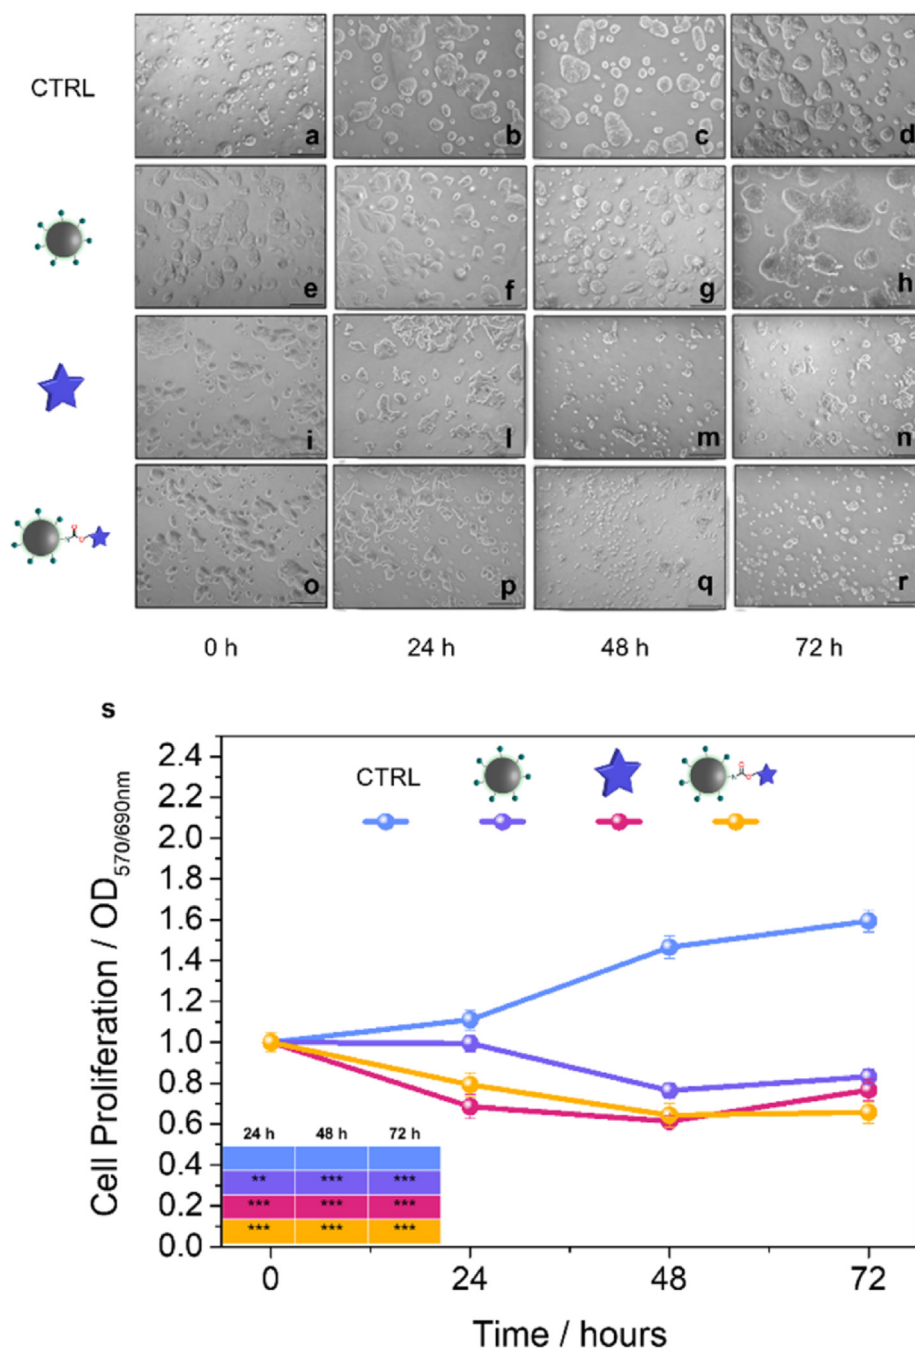 CTRL
a
b
c
d
e
f
g
h
i
l
m
n
o
p
q
r
0 h
24 h
48 h
72 h
s
CTRL
Cell Proliferation / OD570/690nm
2.4
2.2
2.0
1.8
1.6
1.4
1.2
1.0
0.8
0.6
0.4
0.2
0.0
24 h 48 h 72 h
** *** ***
*** *** ***
*** *** ***
0 24 48 72
Time / hours